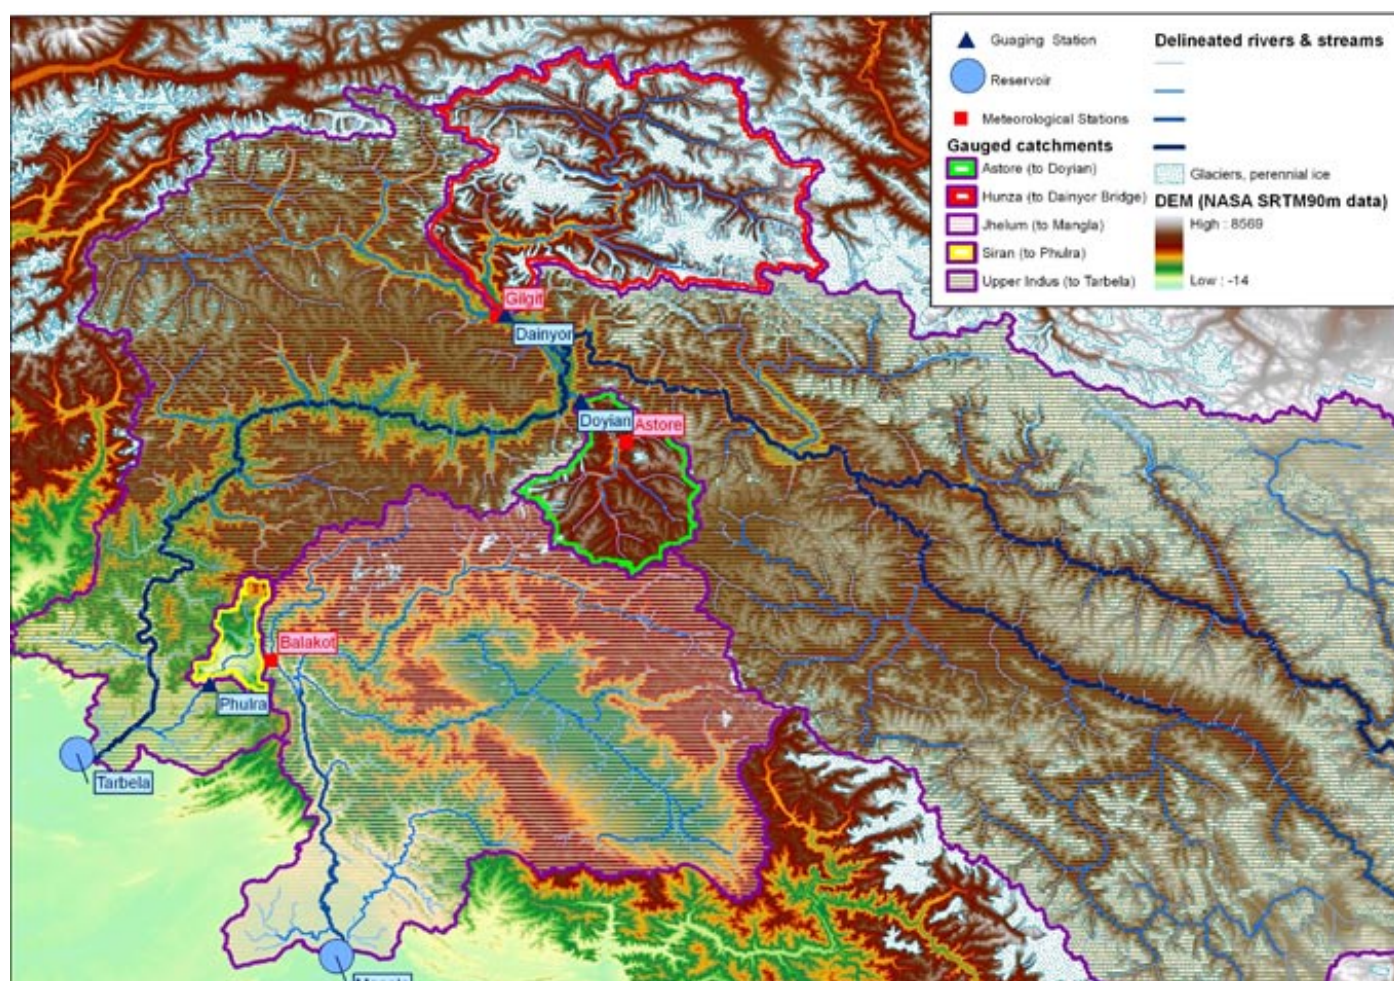 Guaging Station
Reservoir
Meteorological Stations
Gauged catchments
Astore (to Doyian)
Hunza (to Dainyor Bridge)
Jhelum (to Mangla)
Siran (to Phulra)
Upper Indus (to Tarbela)
Delineated rivers & streams
Glaciers, perennial ice
DEM (NASA SRTM90m data)
High : 8569
Low : -14
Gilgit
Dainyor
Doyian
Astore
Balakot
Phulra
Tarbela